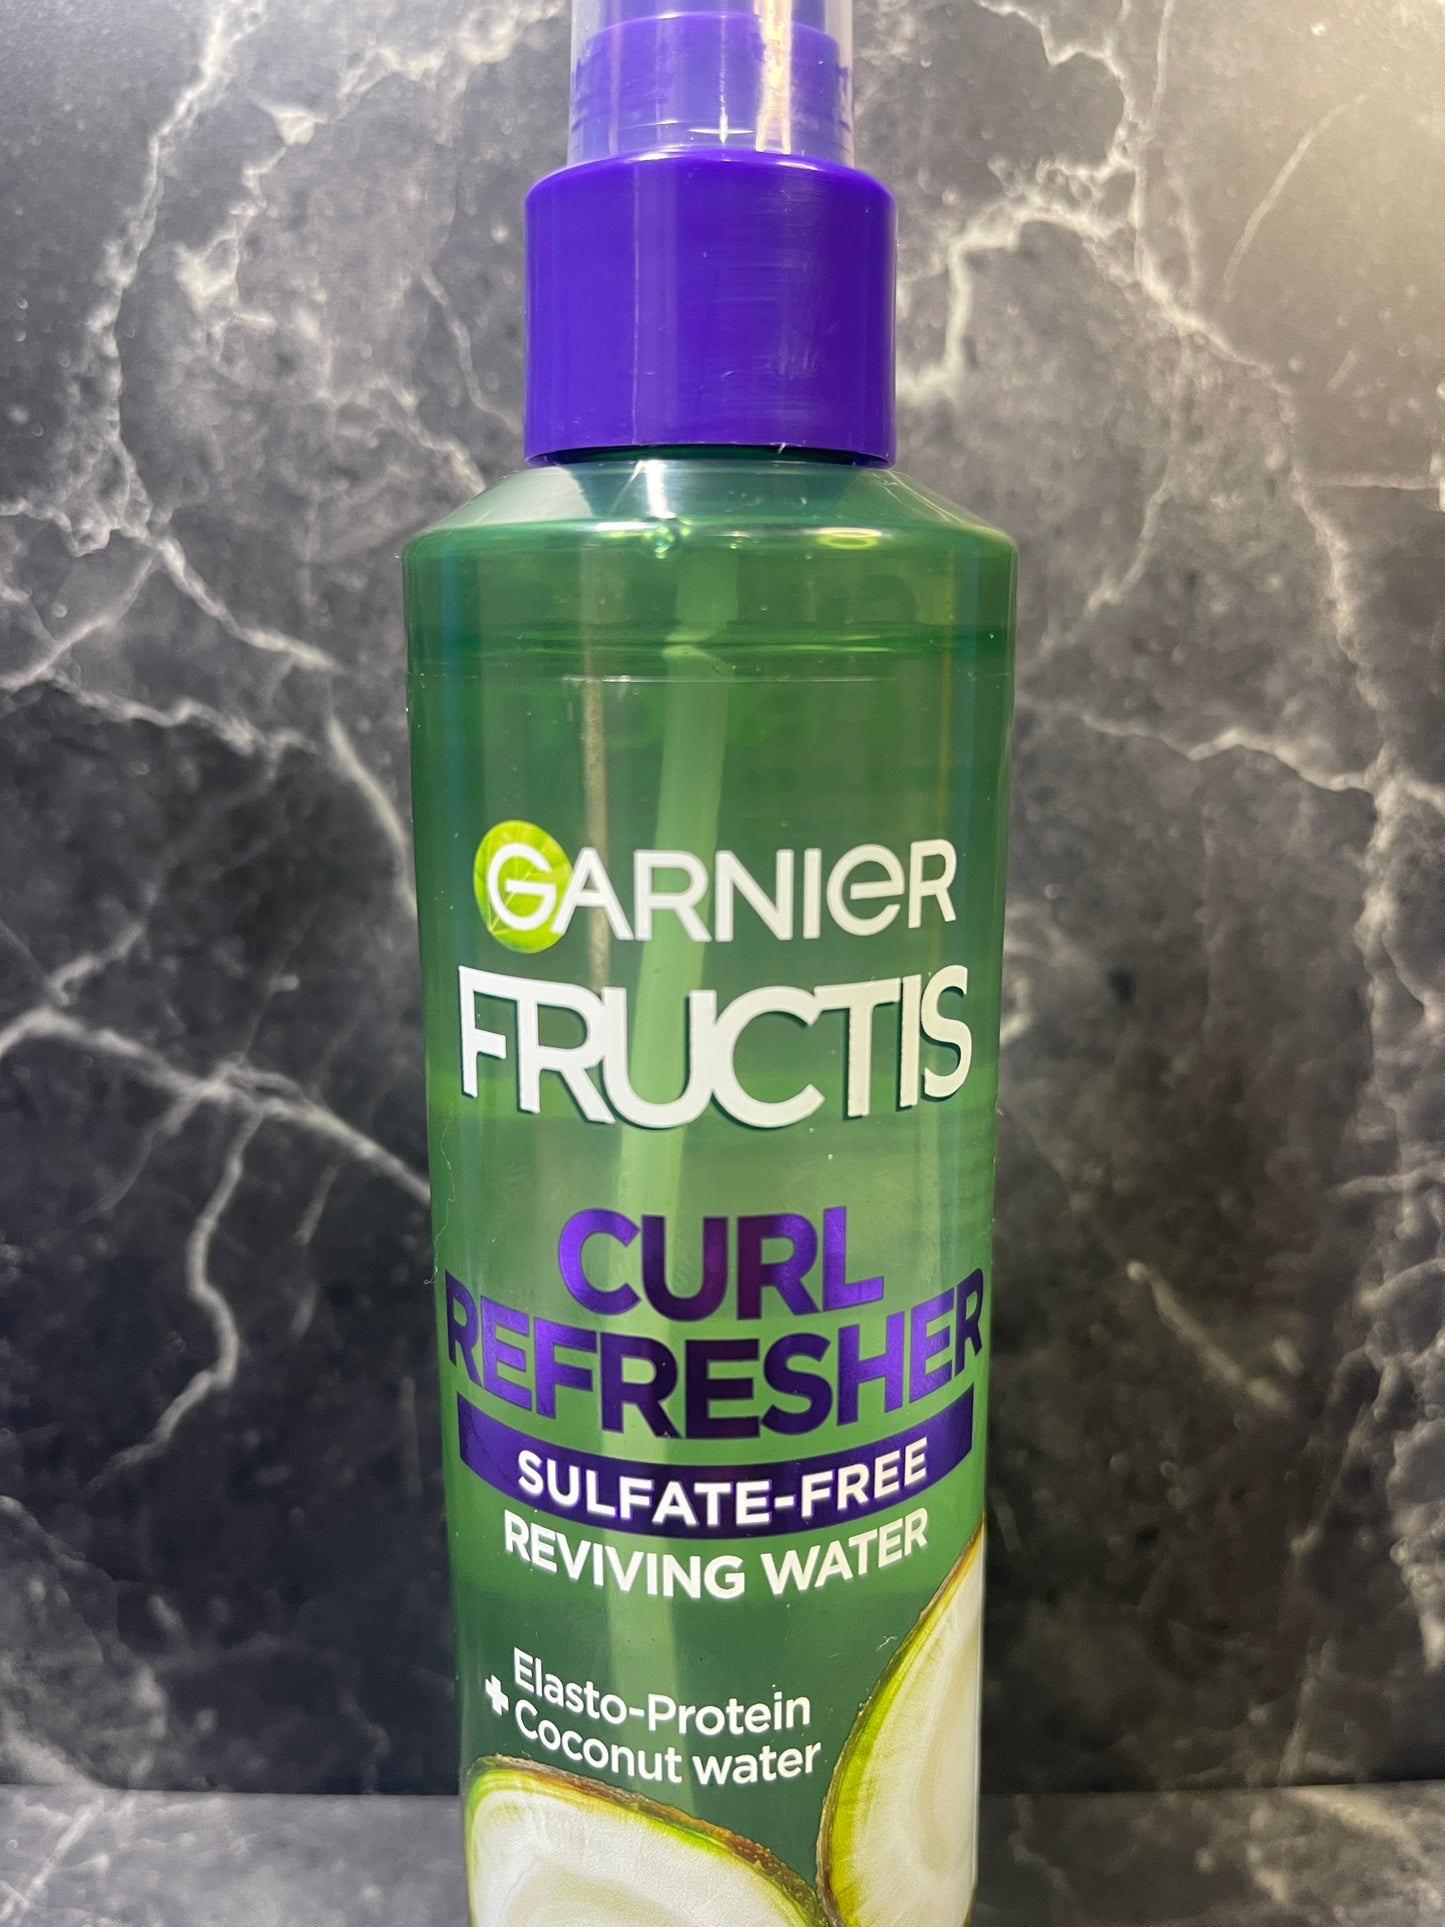 GARNIER
FRUCTIS
CURL
REFRESHER
SULFATE-FREE
REVIVING WATER
Elasto-Protein
+ Coconut water